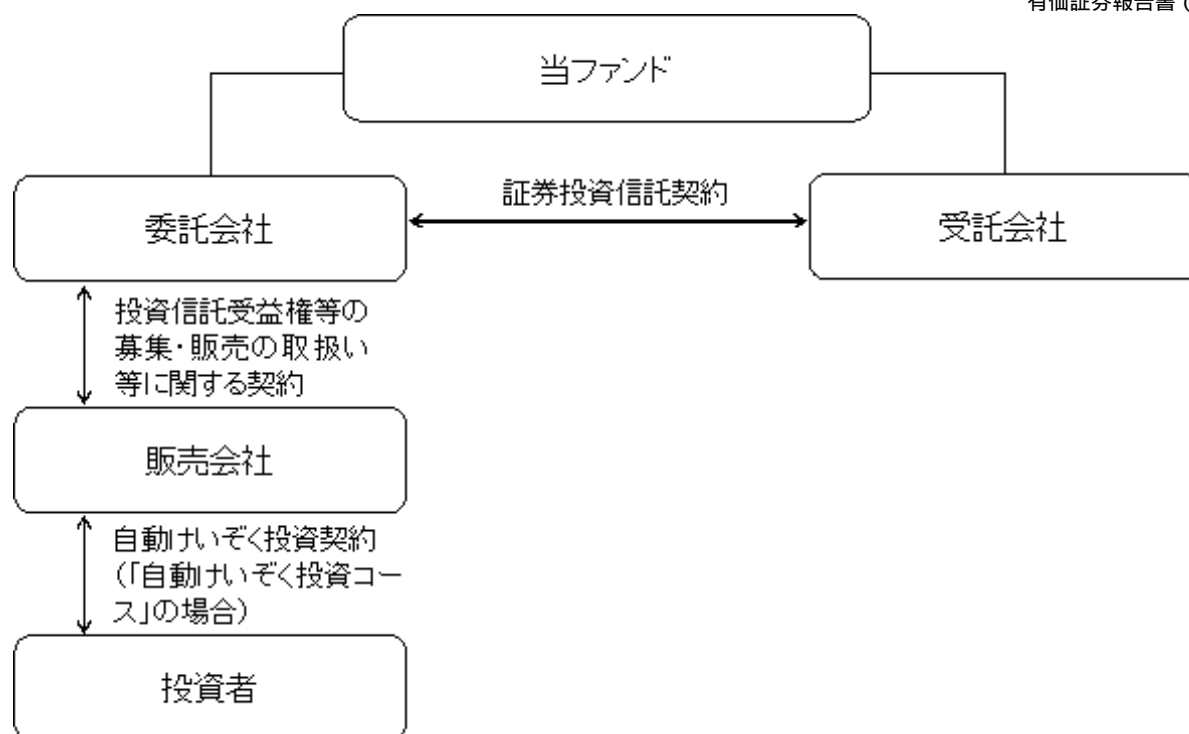 有価証券報告書(
当ファンド
証券投資信託契約
委託会社
受託会社
投資信託受益権等の
募集・販売の取扱い
等に関する契約
販売会社
自動けいぞく投資契約
(「自動けいぞく投資コー
ス」の場合)
投資者